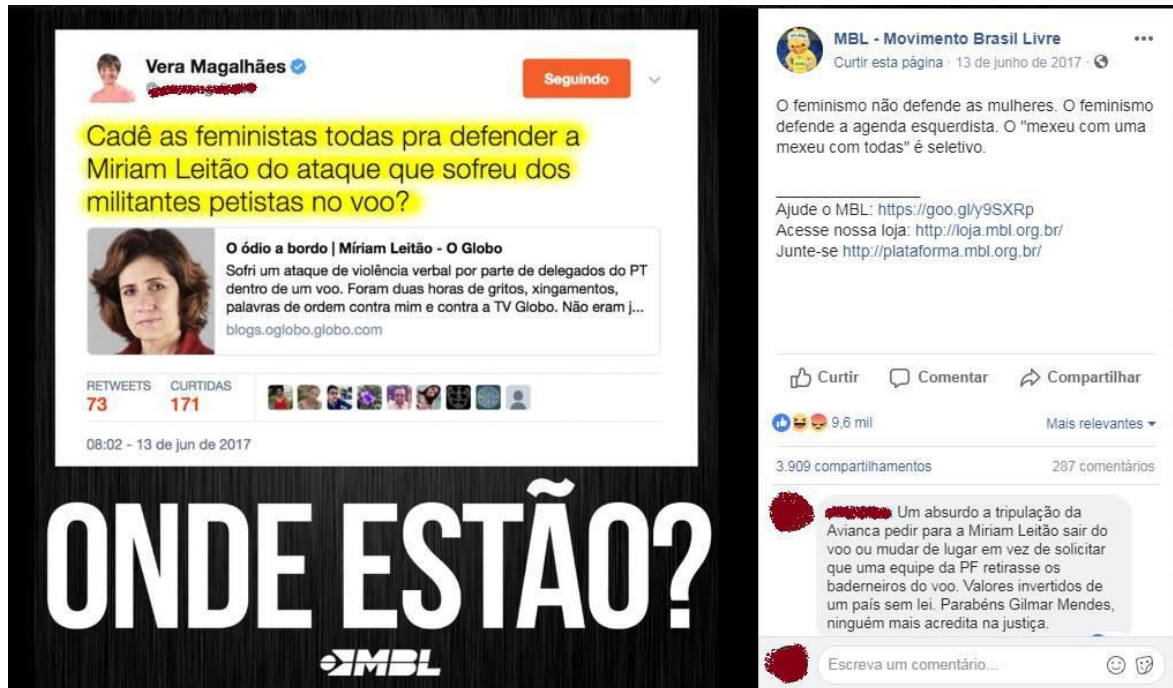 Vera Magalhães
Seguindo
Cadê as feministas todas pra defender a
Miriam Leitão do ataque que sofreu dos
militantes petistas no voo?
O ódio a bordo | Míriam Leitão - O Globo
Sofri um ataque de violência verbal por parte de delegados do PT
dentro de um voo. Foram duas horas de gritos, xingamentos,
palavras de ordem contra mim e contra a TV Globo. Não eram j...
blogs.oglobo.globo.com
RETWEETS CURTIDAS
73 171
08:02 - 13 de jun de 2017
ONDE ESTÃO?
MBL
MBL - Movimento Brasil Livre
Curtir esta página · 13 de junho de 2017 ·
O feminismo não defende as mulheres. O feminismo
defende a agenda esquerdista. O "mexeu com uma
mexeu com todas" é seletivo.
Ajude o MBL: https://goo.gl/y9SXRp
Acesse nossa loja: http://loja.mbl.org.br/
Junte-se http://plataforma.mbl.org.br/
Curtir Comentar Compartilhar
9,6 mil Mais relevantes
3.909 compartilhamentos 287 comentários
Um absurdo a tripulação da
Avianca pedir para a Miriam Leitão sair do
voo ou mudar de lugar em vez de solicitar
que uma equipe da PF retirasse os
baderneiros do voo. Valores invertidos de
um país sem lei. Parabéns Gilmar Mendes,
ninguém mais acredita na justiça.
Escreva um comentário...